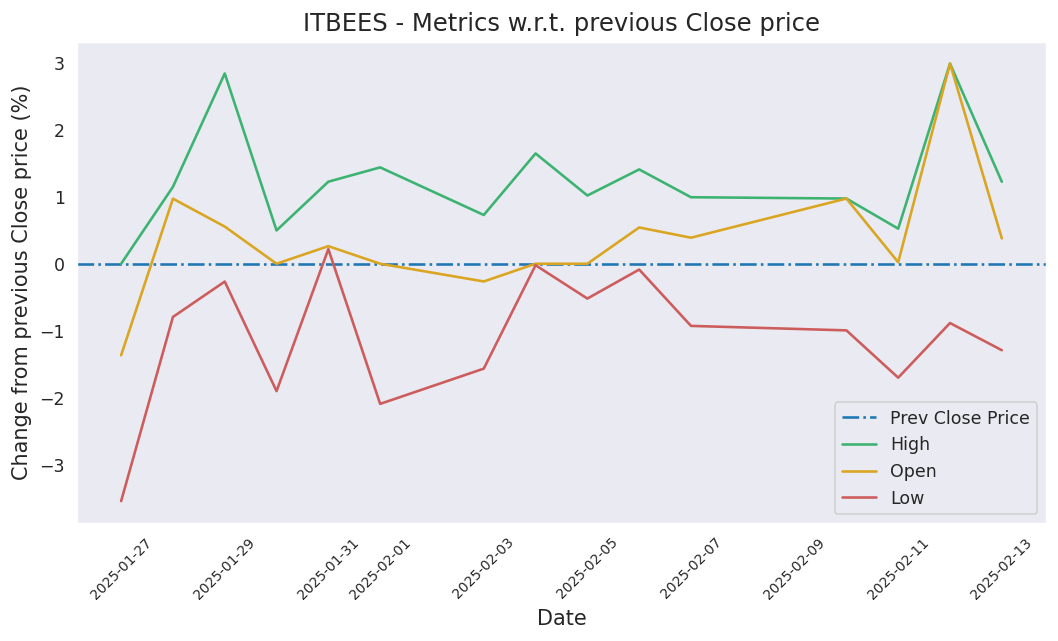 ITBEES - Metrics w.r.t. previous Close price
Change from previous Close price (%)
3
2
1
0
−1
−2
−3
Prev Close Price
High
Open
Low
2025-01-27
2025-01-29
2025-01-31
2025-02-01
2025-02-03
2025-02-05
2025-02-07
2025-02-09
2025-02-11
2025-02-13
Date